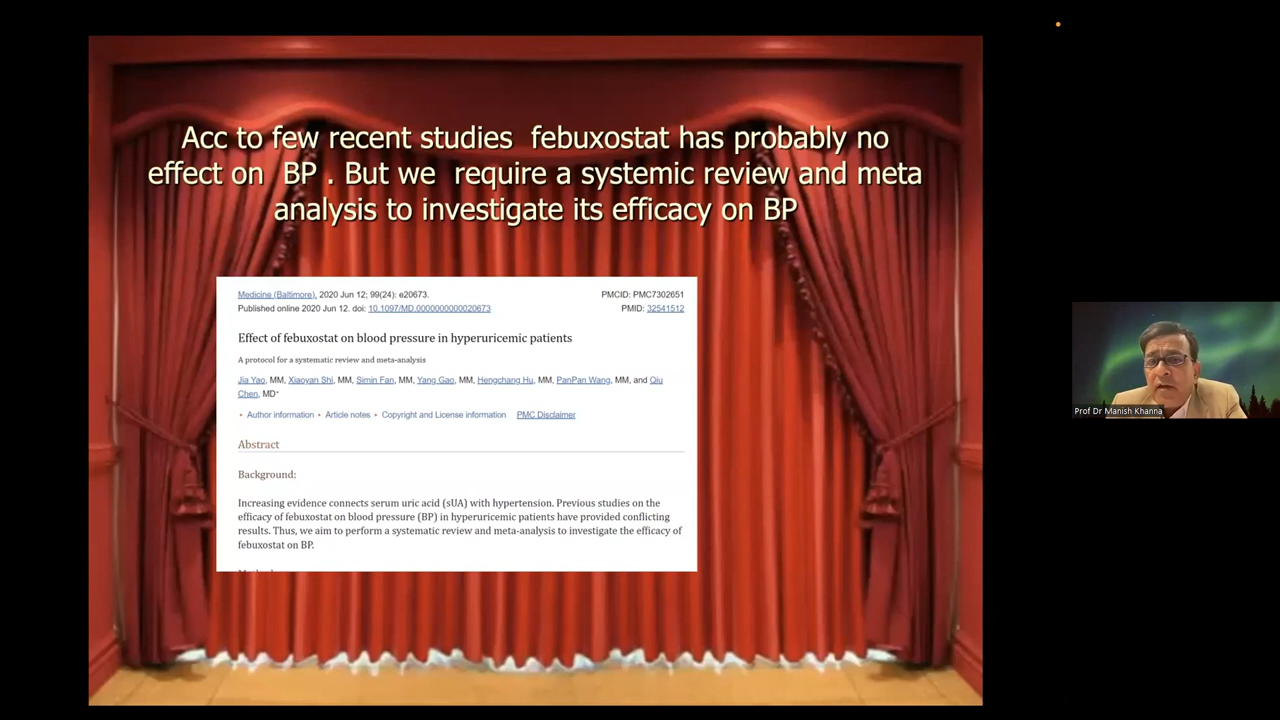 Acc to few recent studies febuxostat has probably no
effect on BP . But we require a systemic review and meta
analysis to investigate its efficacy on BP
Medicine (Baltimore). 2020 Jun 12; 99(24): e20673.
PMCID: PMC7302651
Published online 2020 Jun 12. doi: 10.1097/MD.0000000000020673
PMID: 32541512
Effect of febuxostat on blood pressure in hyperuricemic patients
A protocol for a systematic review and meta-analysis
Jia Yao, MM, Xiaoyan Shi, MM, Simin Fan, MM, Yang Gao, MM, Hengchang Hu, MM, PanPan Wang, MM, and Qiu
Chen, MD*
• Author information • Article notes • Copyright and License information PMC Disclaimer
Abstract
Background:
Increasing evidence connects serum uric acid (sUA) with hypertension. Previous studies on the
efficacy of febuxostat on blood pressure (BP) in hyperuricemic patients have provided conflicting
results. Thus, we aim to perform a systematic review and meta-analysis to investigate the efficacy of
febuxostat on BP.
Prof Dr Manish Khanna